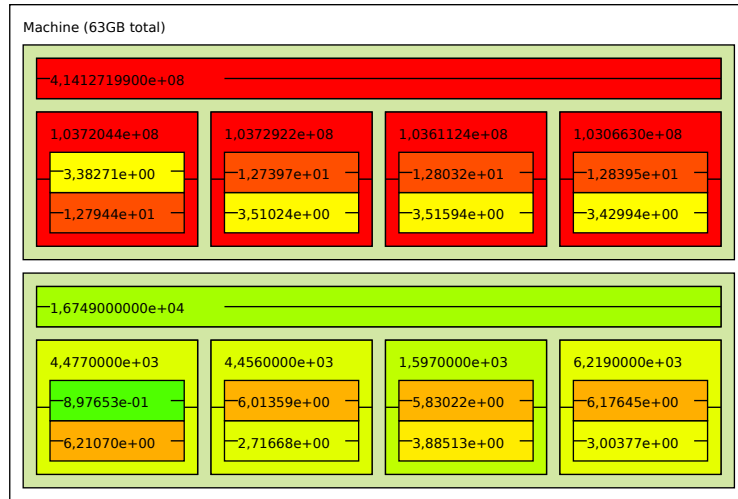 Machine (63GB total)
4,1412719900e+08
1,0372044e+08 1,0372922e+08 1,0361124e+08 1,0306630e+08
3,38271e+00 1,27397e+01 1,28032e+01 1,28395e+01
1,27944e+01 3,51024e+00 3,51594e+00 3,42994e+00
1,6749000000e+04
4,4770000e+03 4,4560000e+03 1,5970000e+03 6,2190000e+03
8,97653e-01 6,01359e+00 5,83022e+00 6,17645e+00
6,21070e+00 2,71668e+00 3,88513e+00 3,00377e+00